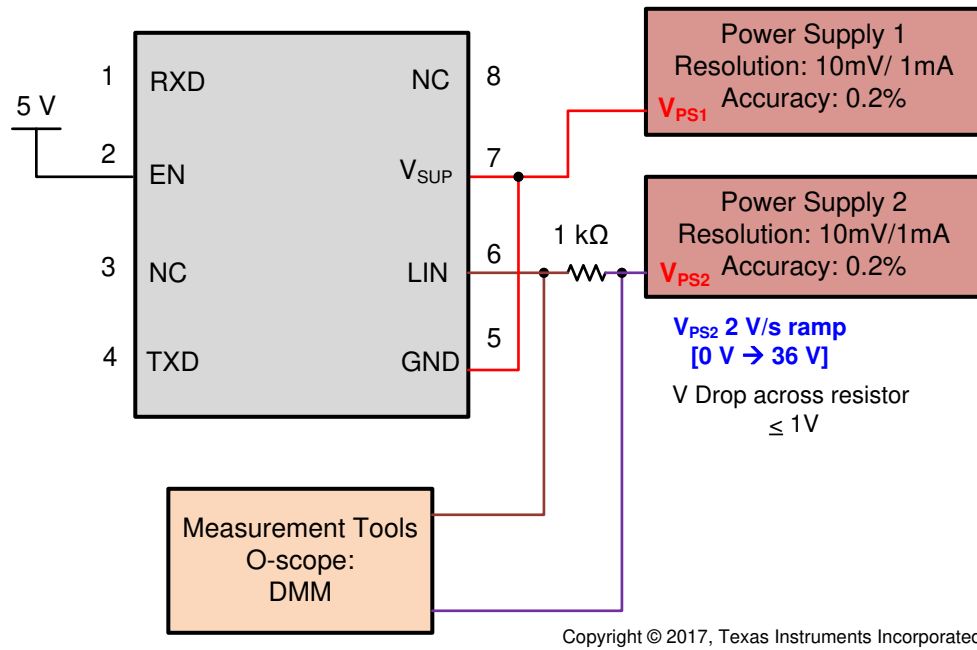 5 V
1
RXD
2
EN
3
NC
4
TXD
NC
8
VSUP
7
LIN
6
GND
5
1 kΩ
Power Supply 1
Resolution: 10mV/ 1mA
Accuracy: 0.2%
VPS1
Power Supply 2
Resolution: 10mV/1mA
Accuracy: 0.2%
VPS2
VPS2 2 V/s ramp
[0 V → 36 V]
V Drop across resistor
≤ 1V
Measurement Tools
O-scope:
DMM
Copyright © 2017, Texas Instruments Incorporated